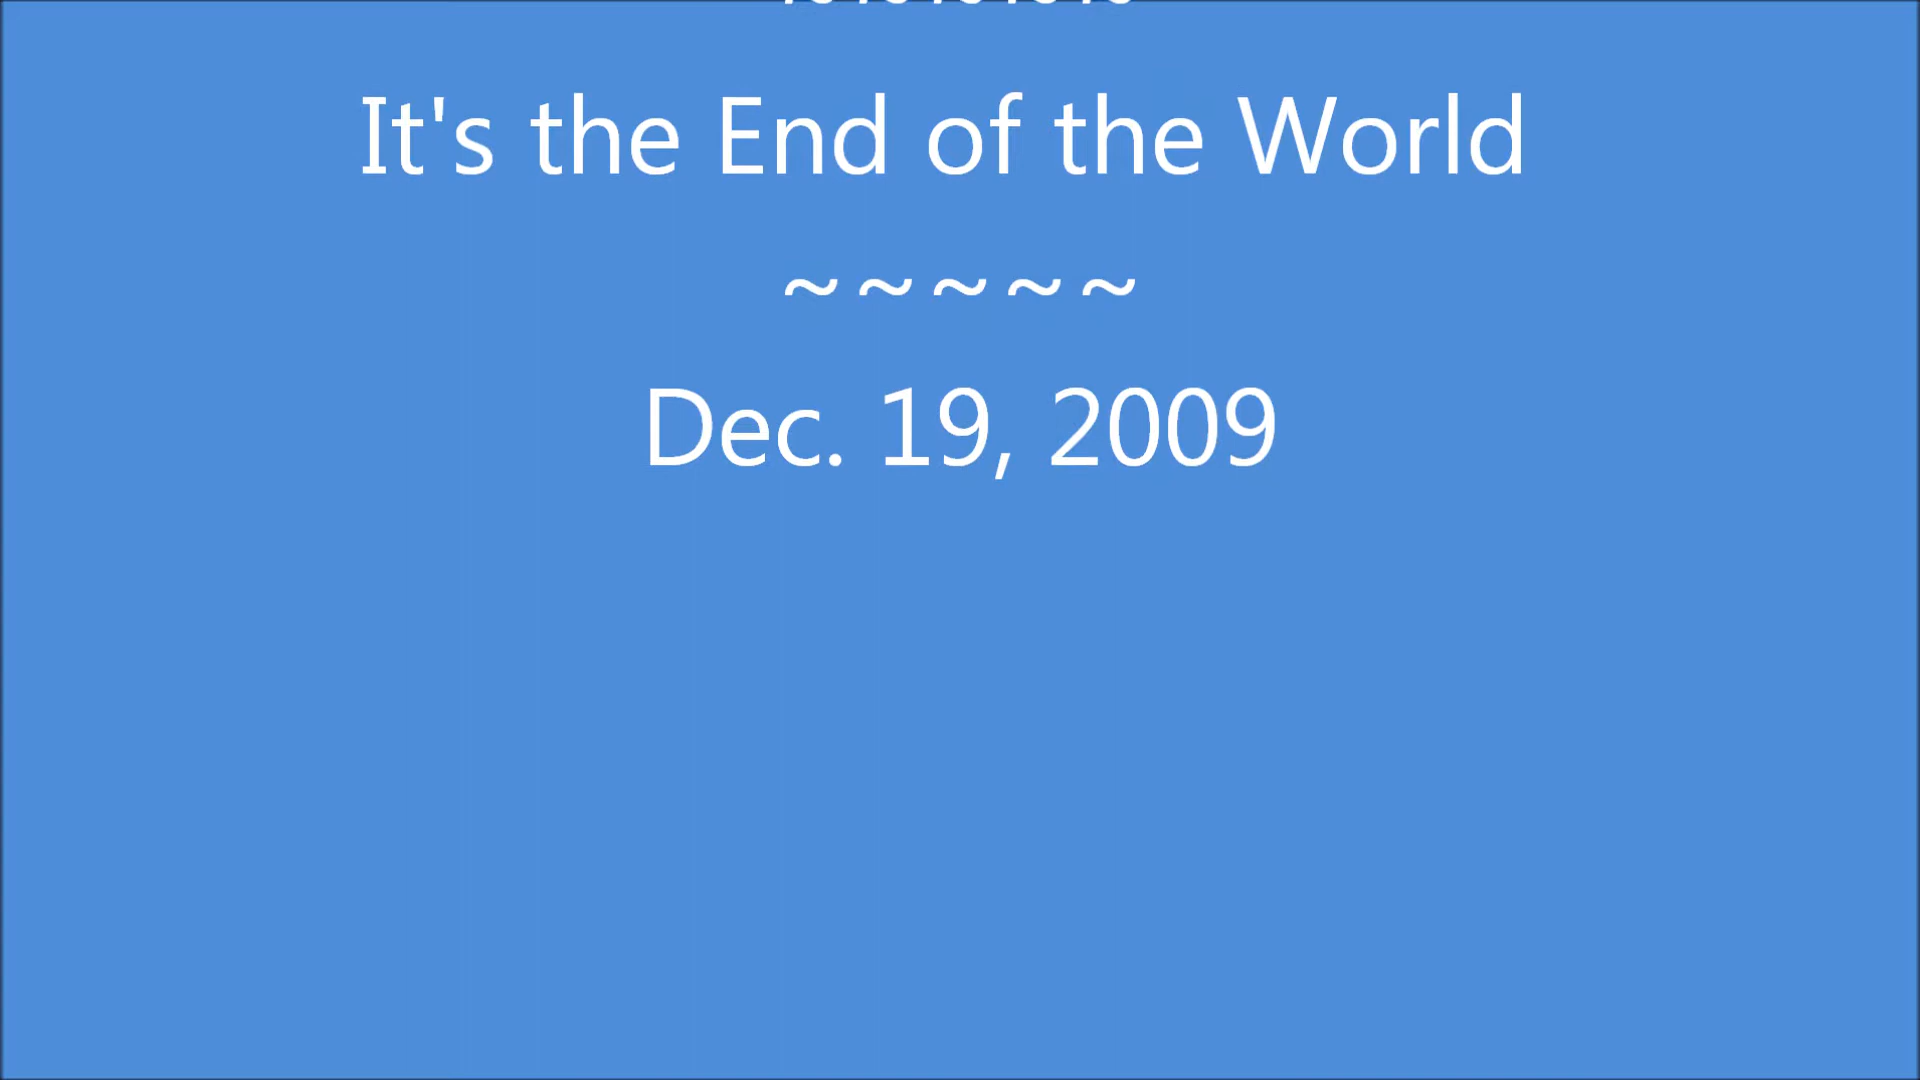 ~~~~~
It's the End of the World
~~~~~
Dec. 19, 2009